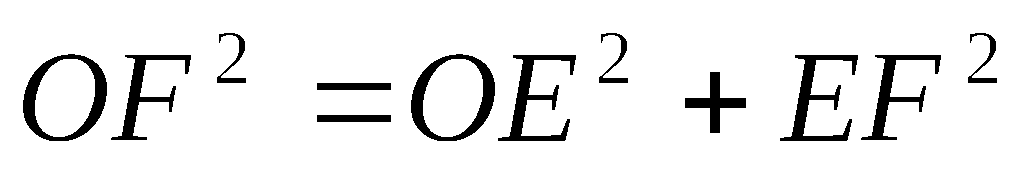 OF² = OE² + EF²